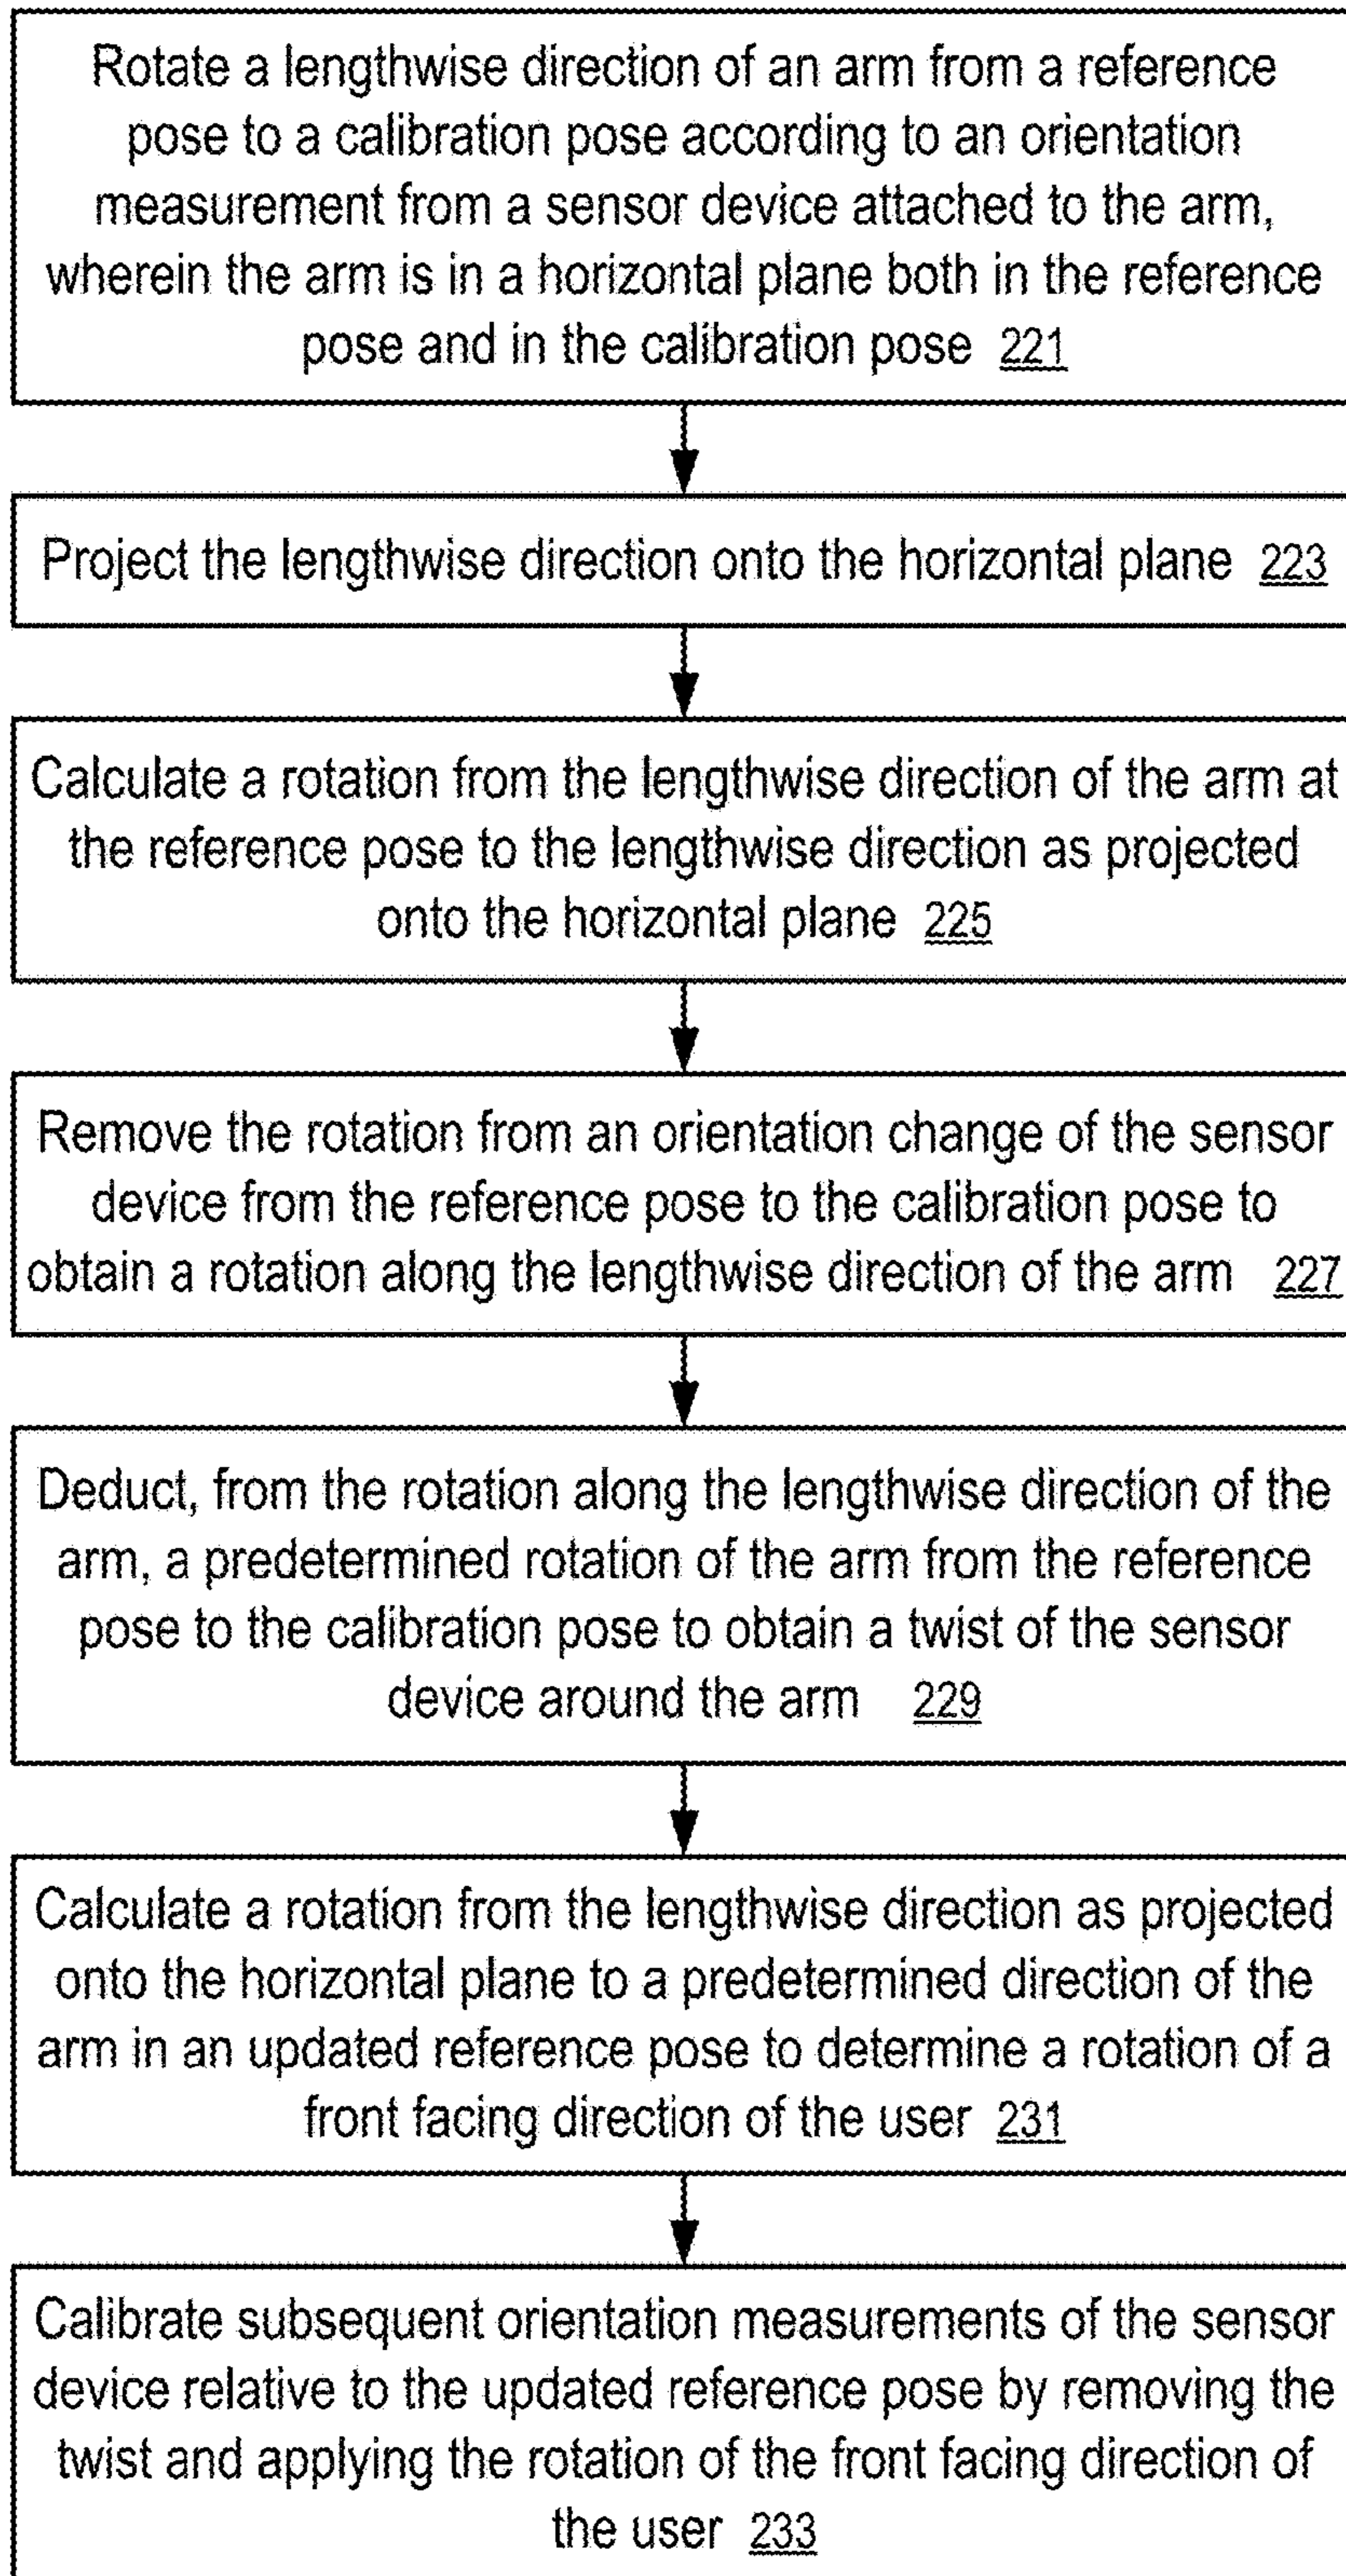 Rotate a lengthwise direction of an arm from a reference
pose to a calibration pose according to an orientation
measurement from a sensor device attached to the arm,
wherein the arm is in a horizontal plane both in the reference
pose and in the calibration pose 221
Project the lengthwise direction onto the horizontal plane 223
Calculate a rotation from the lengthwise direction of the arm at
the reference pose to the lengthwise direction as projected
onto the horizontal plane 225
Remove the rotation from an orientation change of the sensor
device from the reference pose to the calibration pose to
obtain a rotation along the lengthwise direction of the arm 227
Deduct, from the rotation along the lengthwise direction of the
arm, a predetermined rotation of the arm from the reference
pose to the calibration pose to obtain a twist of the sensor
device around the arm 229
Calculate a rotation from the lengthwise direction as projected
onto the horizontal plane to a predetermined direction of the
arm in an updated reference pose to determine a rotation of a
front facing direction of the user 231
Calibrate subsequent orientation measurements of the sensor
device relative to the updated reference pose by removing the
twist and applying the rotation of the front facing direction of
the user 233